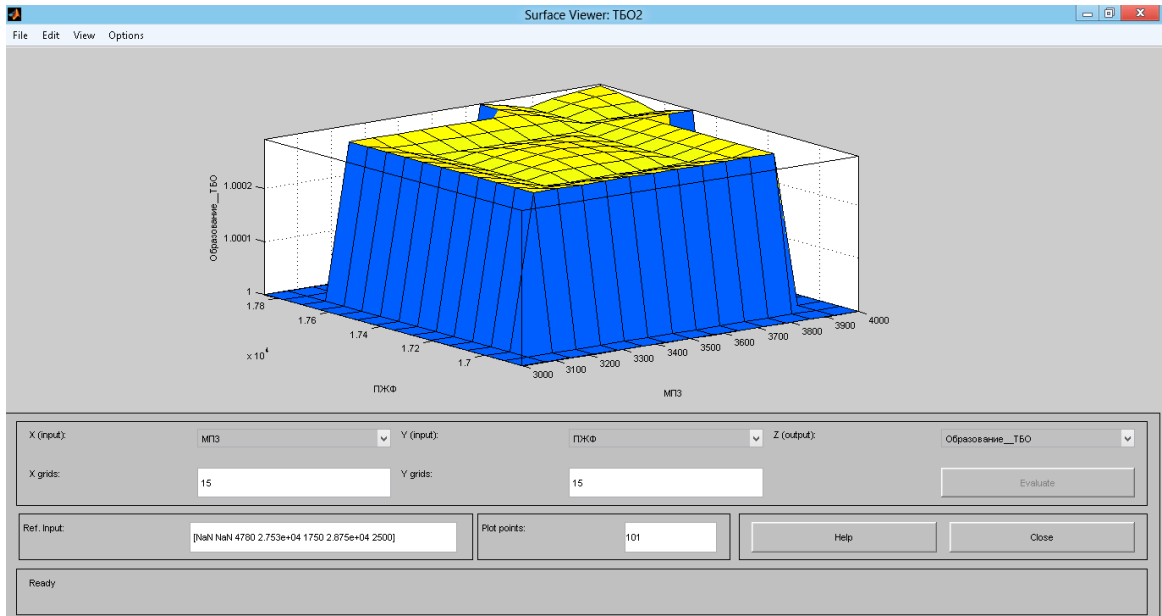 Surface Viewer: ТБО2
File Edit View Options
Образование__ТБО
1.0002
1.0001
1
1.78
1.76
1.74
1.72
1.7
x 10
ПЖФ
3000
3100
3200
3300
3400
3500
3600
3700
3800
3900
4000
МПЗ
X (input): МПЗ Y (input): ПЖФ Z (output): Образование__ТБО
X grids: 15 Y grids: 15 Evaluate
Ref. Input: [NaN NaN 4780 2.753e+04 1750 2.875e+04 2500] Plot points: 101 Help Close
Ready